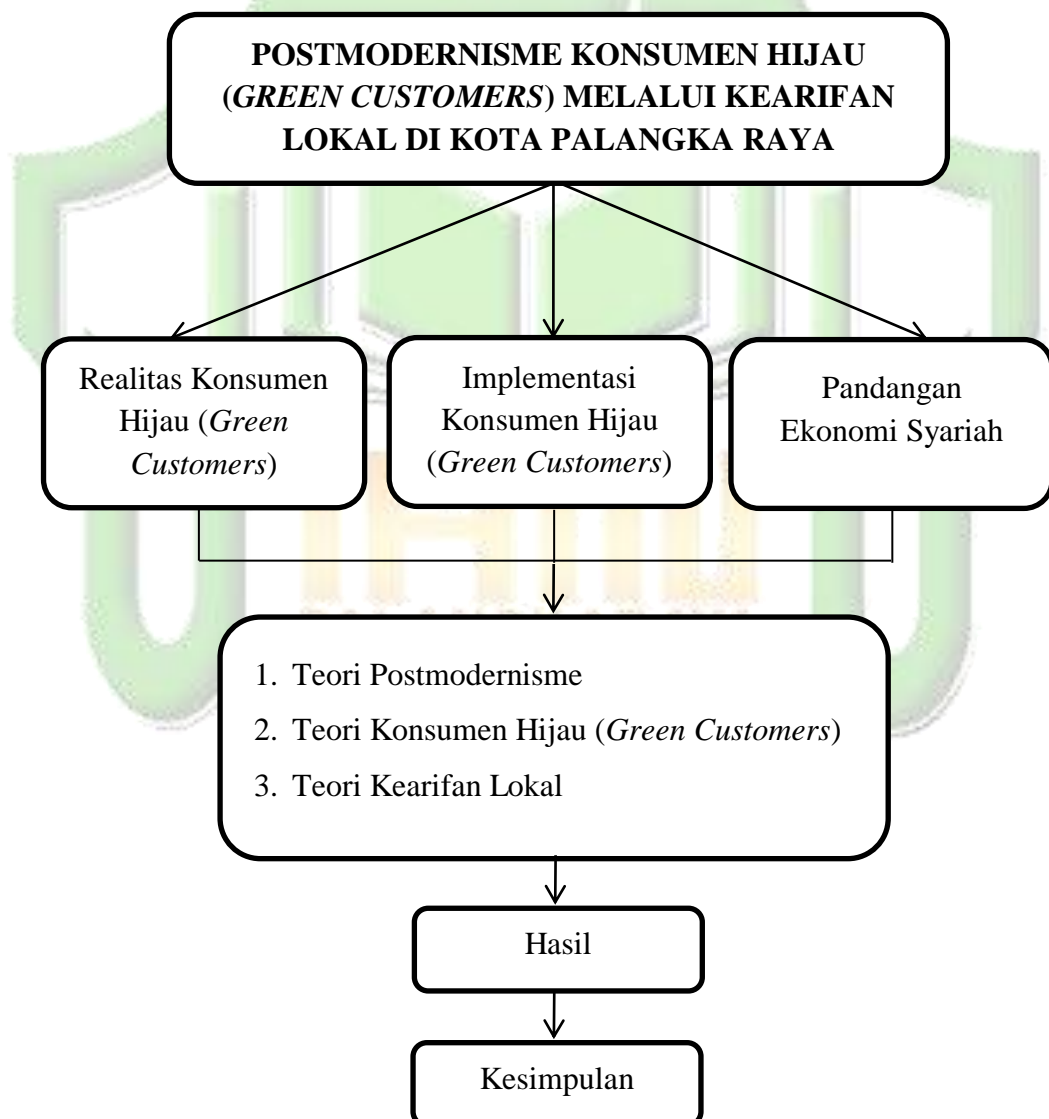 POSTMODERNISME KONSUMEN HIJAU
(GREEN CUSTOMERS) MELALUI KEARIFAN
LOKAL DI KOTA PALANGKA RAYA
Realitas Konsumen
Hijau (Green
Customers)
Implementasi
Konsumen Hijau
(Green Customers)
Pandangan
Ekonomi Syariah
1. Teori Postmodernisme
2. Teori Konsumen Hijau (Green Customers)
3. Teori Kearifan Lokal
Hasil
Kesimpulan